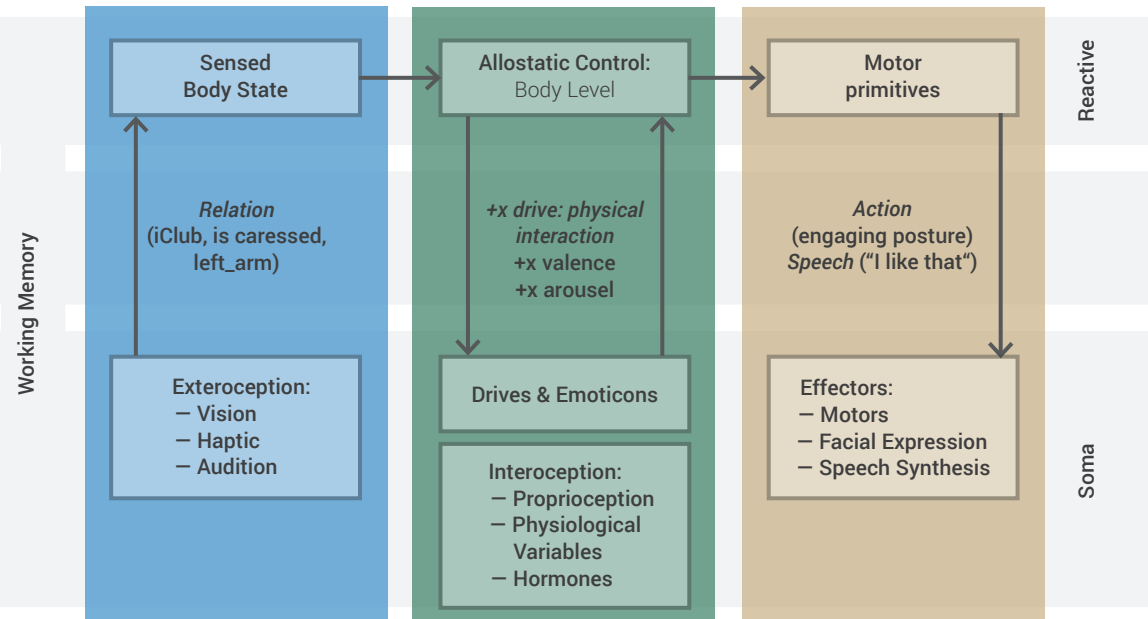 Working Memory
Sensed
Body State
Relation
(iClub, is caressed,
left_arm)
Exteroception:
— Vision
— Haptic
— Audition
Allostatic Control:
Body Level
+x drive: physical
interaction
+x valence
+x arousel
Drives & Emoticons
Interoception:
— Proprioception
— Physiological
Variables
— Hormones
Motor
primitives
Action
(engaging posture)
Speech (“I like that“)
Effectors:
— Motors
— Facial Expression
— Speech Synthesis
Reactive
Soma